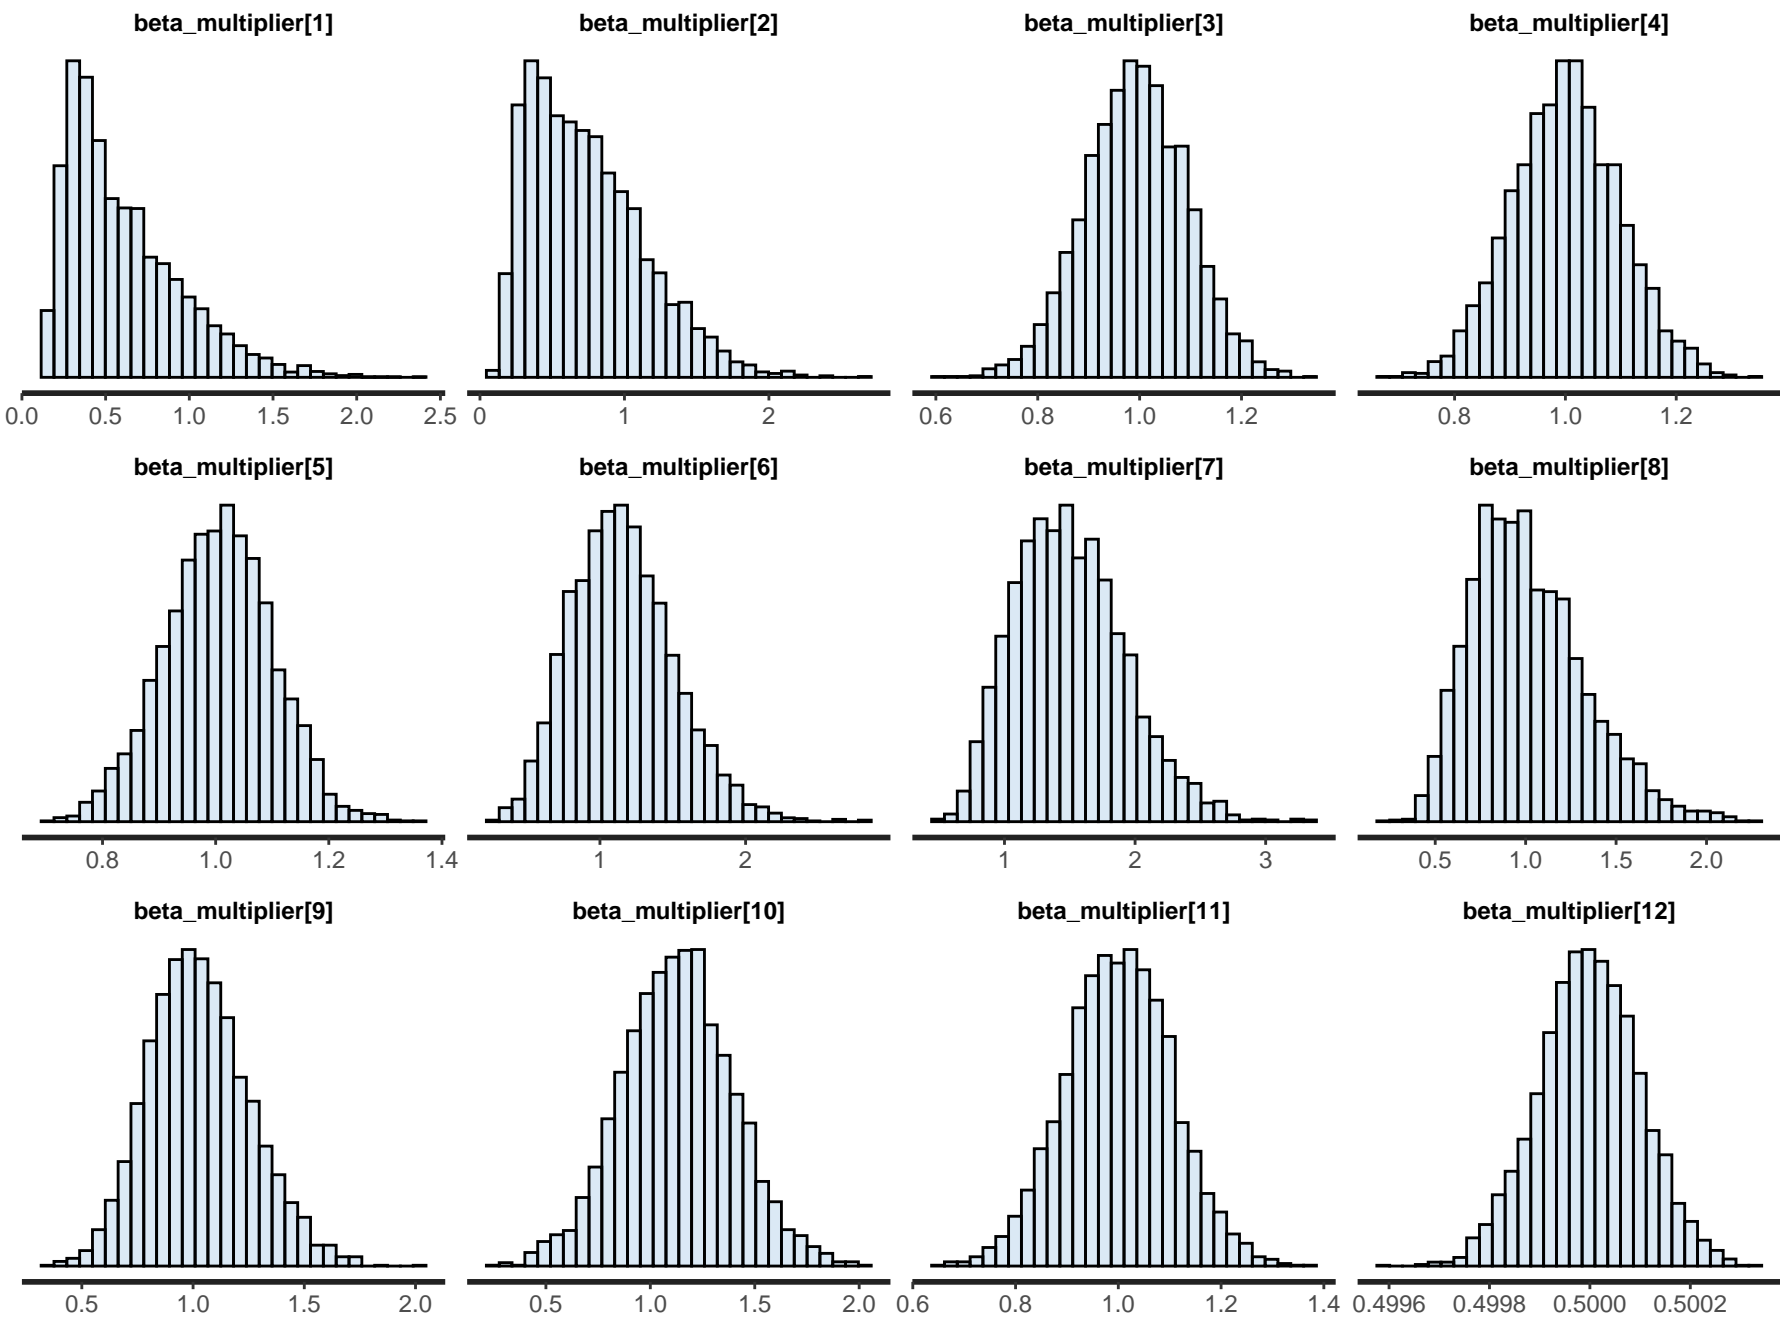 beta_multiplier[1] beta_multiplier[2] beta_multiplier[3] beta_multiplier[4]
0.0 0.5 1.0 1.5 2.0 2.5 0 1 2 0.6 0.8 1.0 1.2 0.8 1.0 1.2
beta_multiplier[5] beta_multiplier[6] beta_multiplier[7] beta_multiplier[8]
0.8 1.0 1.2 1.4 1 2 1 2 3 0.5 1.0 1.5 2.0
beta_multiplier[9] beta_multiplier[10] beta_multiplier[11] beta_multiplier[12]
0.5 1.0 1.5 2.0 0.5 1.0 1.5 2.0 0.6 0.8 1.0 1.2 1.4 0.4996 0.4998 0.5000 0.5002